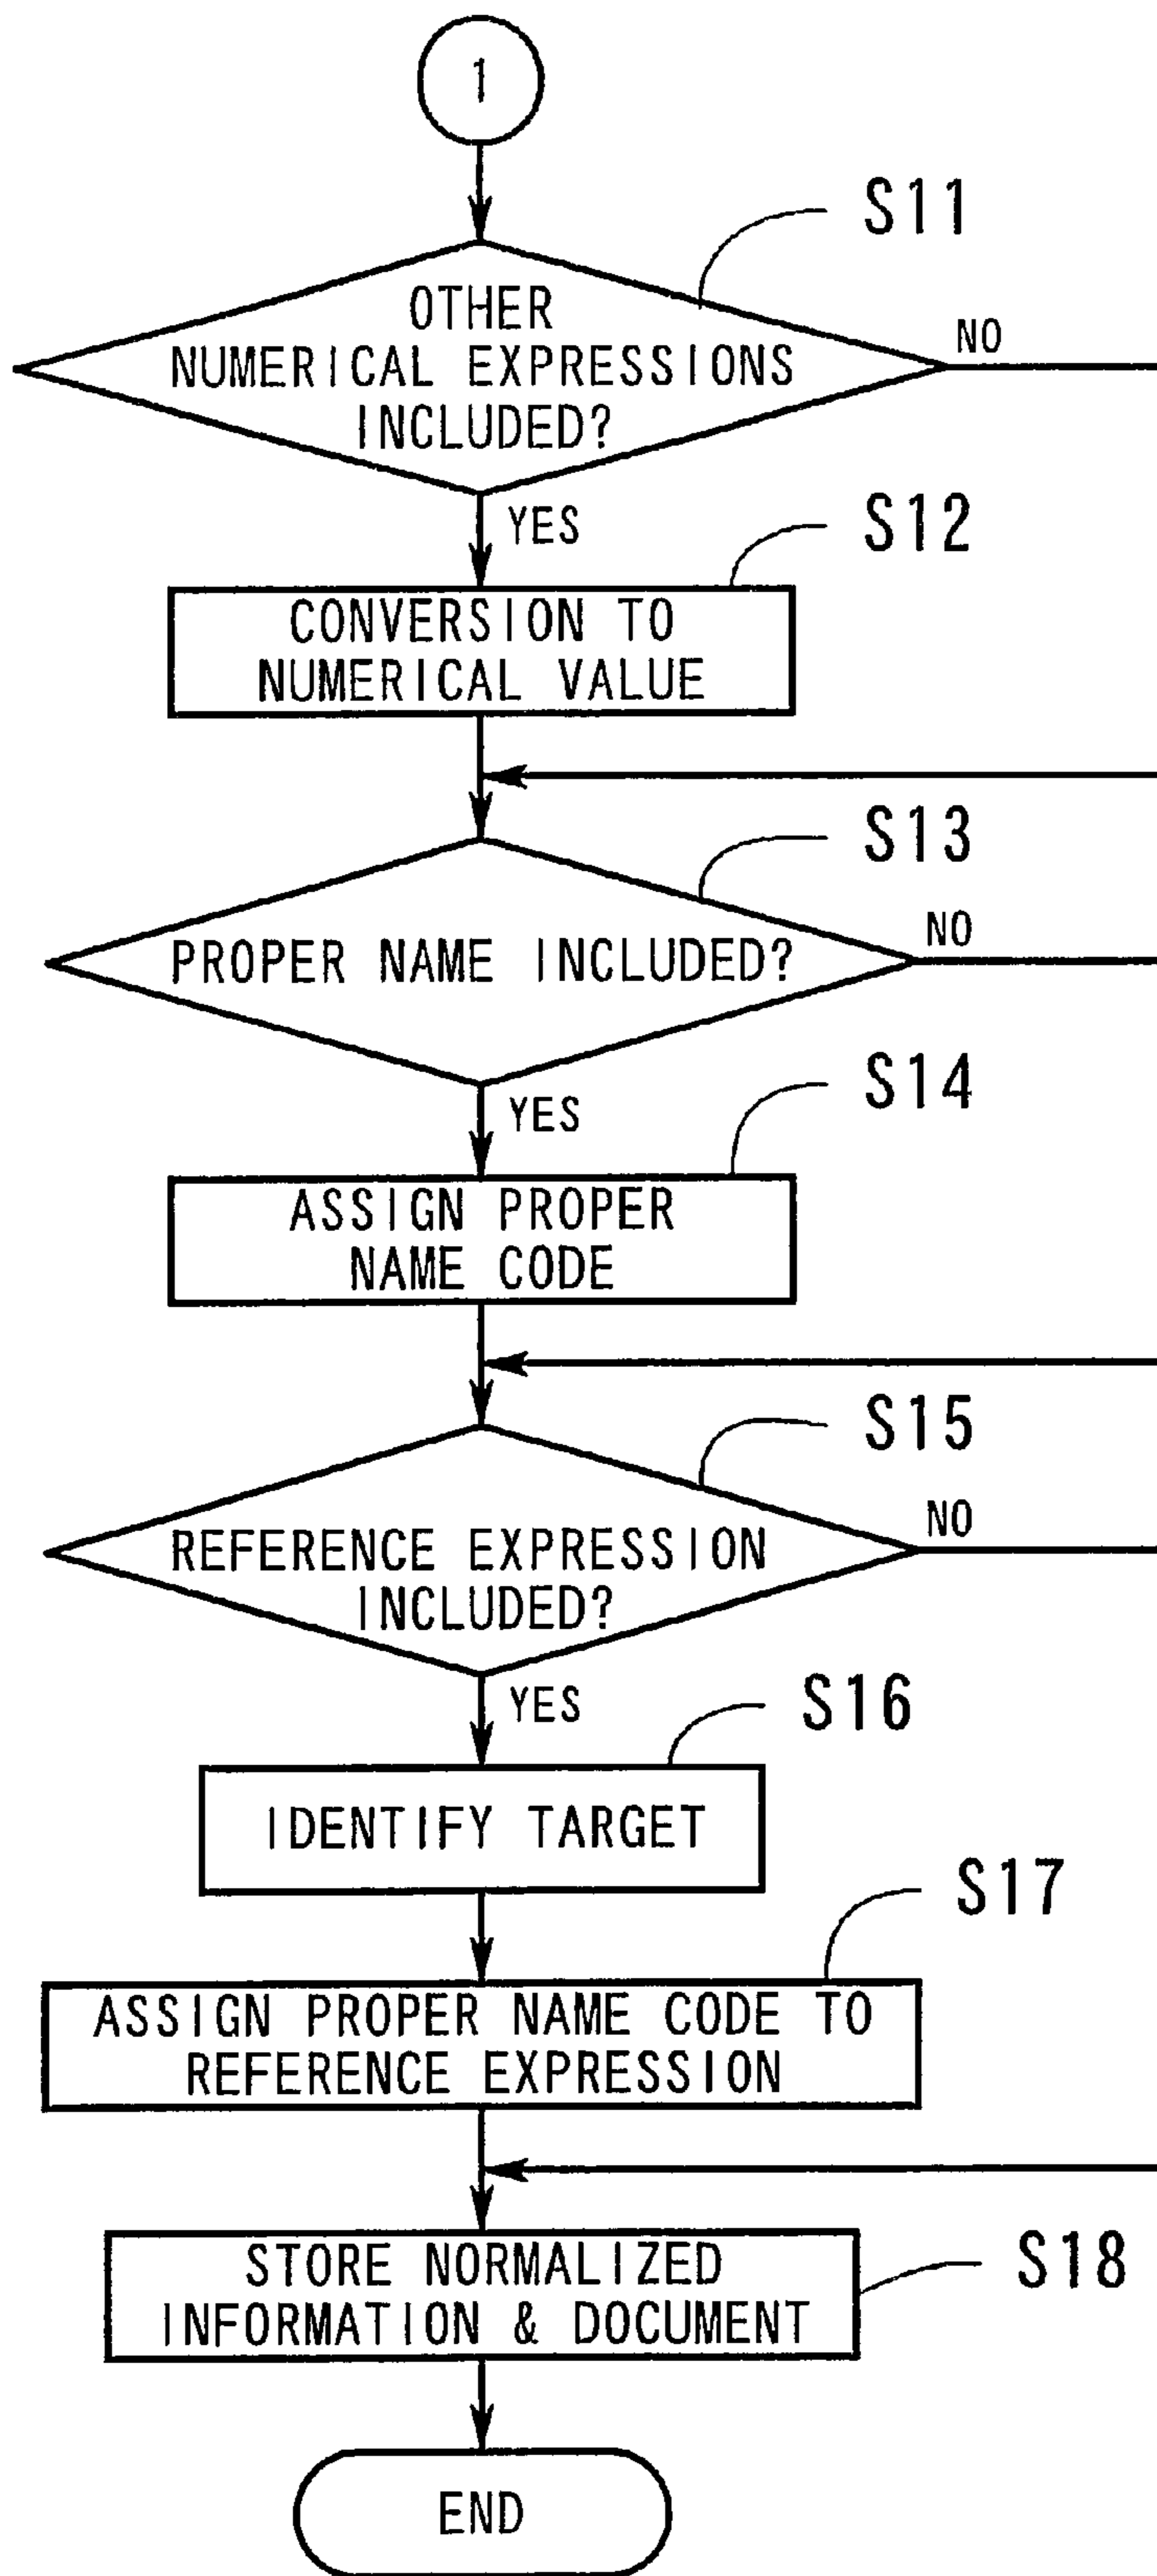 1
S11
OTHER
NUMERICAL EXPRESSIONS
INCLUDED?
NO
YES
S12
CONVERSION TO
NUMERICAL VALUE
S13
PROPER NAME INCLUDED?
NO
YES
S14
ASSIGN PROPER
NAME CODE
S15
REFERENCE EXPRESSION
INCLUDED?
NO
YES
S16
IDENTIFY TARGET
S17
ASSIGN PROPER NAME CODE TO
REFERENCE EXPRESSION
S18
STORE NORMALIZED
INFORMATION & DOCUMENT
END